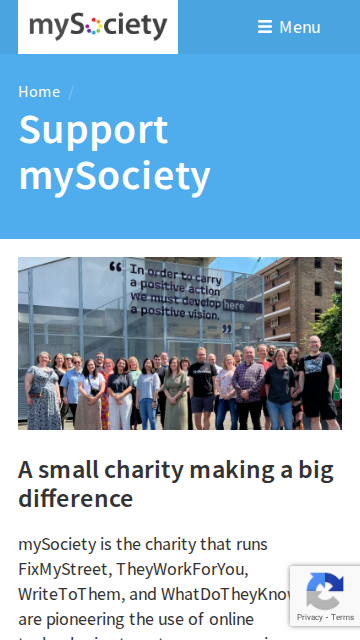 mySociety
Menu
Home /
Support
mySociety
“ In order to carry
a positive action
we must develop here
a positive vision. ”
A small charity making a big
difference
mySociety is the charity that runs
FixMyStreet, TheyWorkForYou,
WriteToThem, and WhatDoTheyKnow
are pioneering the use of online
Privacy - Terms